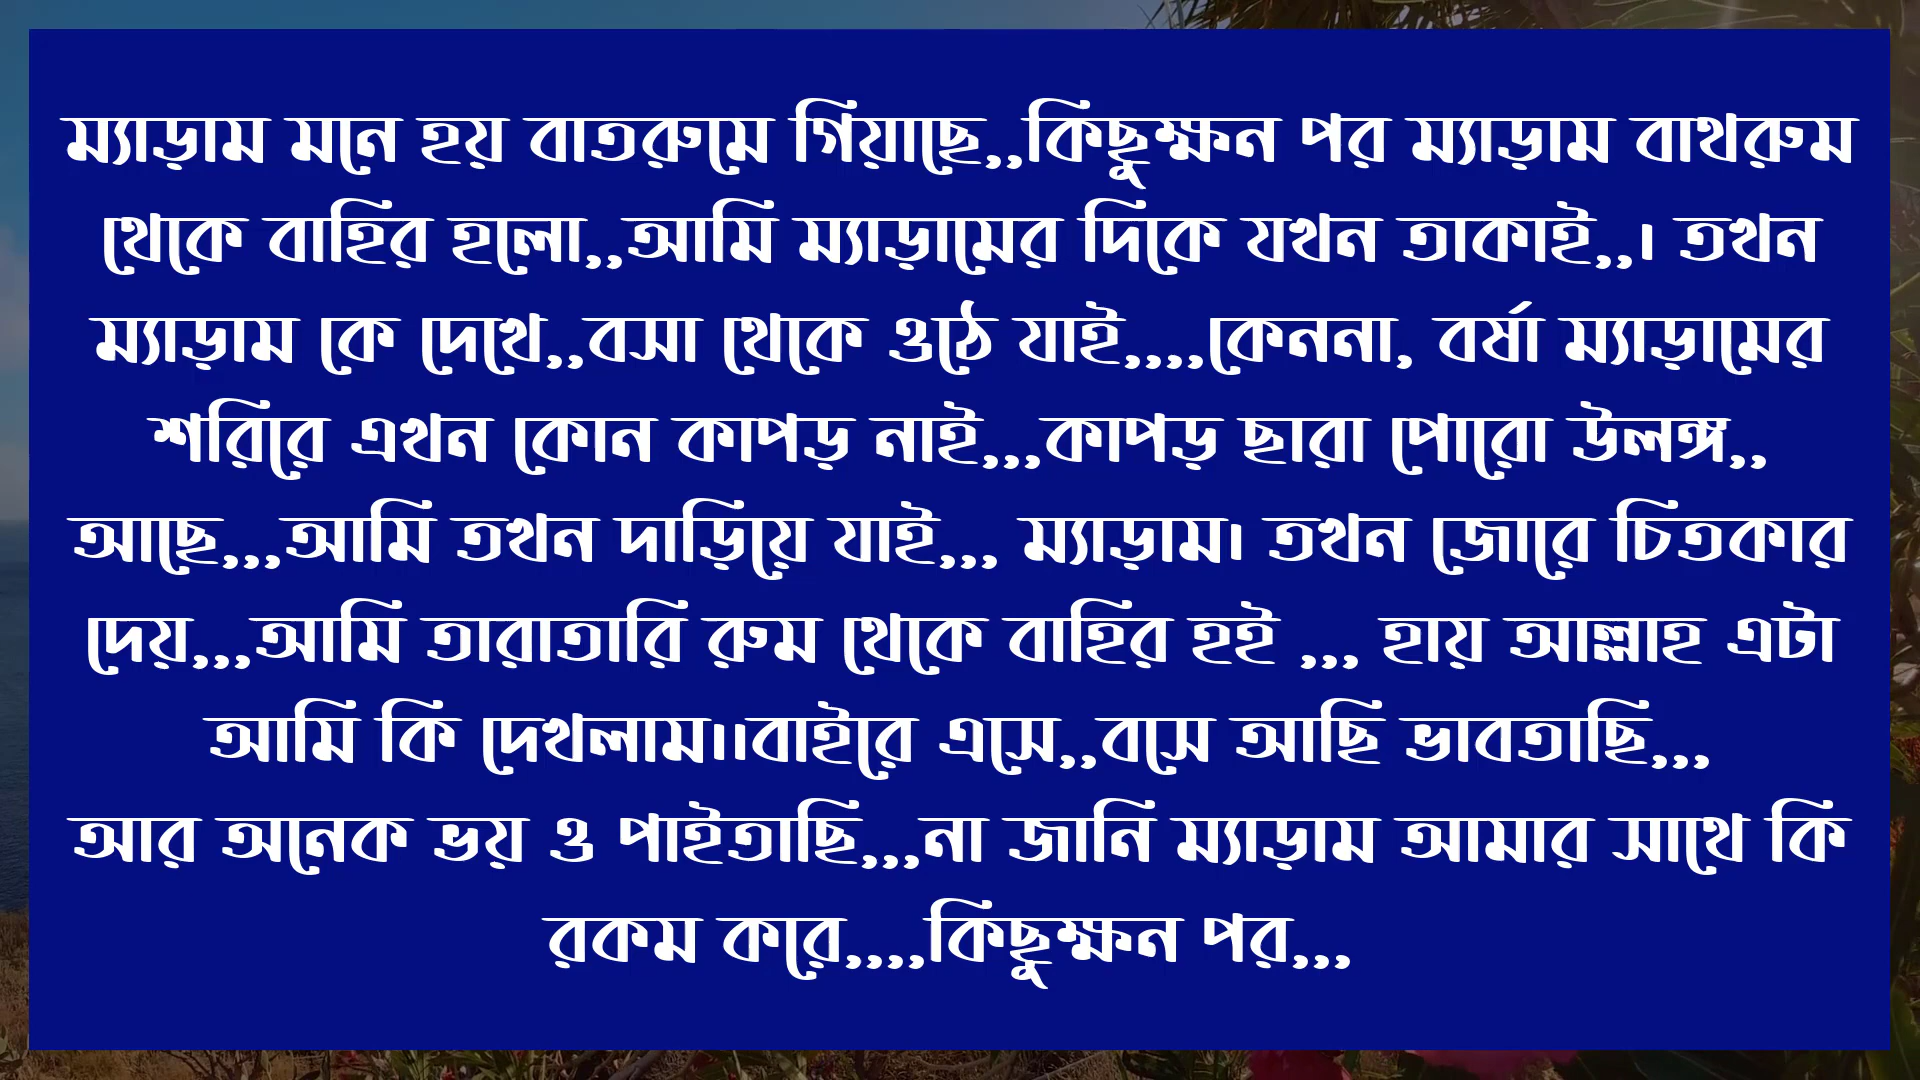 ম্যাডাম মনে হয় বাতরুমে গিয়াছে,,কিছুক্ষন পর ম্যাডাম বাথরুম
থেকে বাহির হলো,,আমি ম্যাডামের দিকে যখন তাকাই,,। তখন
ম্যাডাম কে দেখে,,বসা থেকে ওঠে যাই,,,,কেননা, বর্ষা ম্যাডামের
শরিরে এখন কোন কাপড় নাই,,,কাপড় ছারা পোরো উলঙ্গ,,
আছে,,,আমি তখন দাড়িয়ে যাই,,, ম্যাডাম। তখন জোরে চিতকার
দেয়,,,আমি তারাতারি রুম থেকে বাহির হই ,,, হায় আল্লাহ এটা
আমি কি দেখলাম।।বাইরে এসে,,বসে আছি ভাবতাছি,,,
আর অনেক ভয় ও পাইতাছি,,,না জানি ম্যাডাম আমার সাথে কি
রকম করে,,,,কিছুক্ষন পর,,,